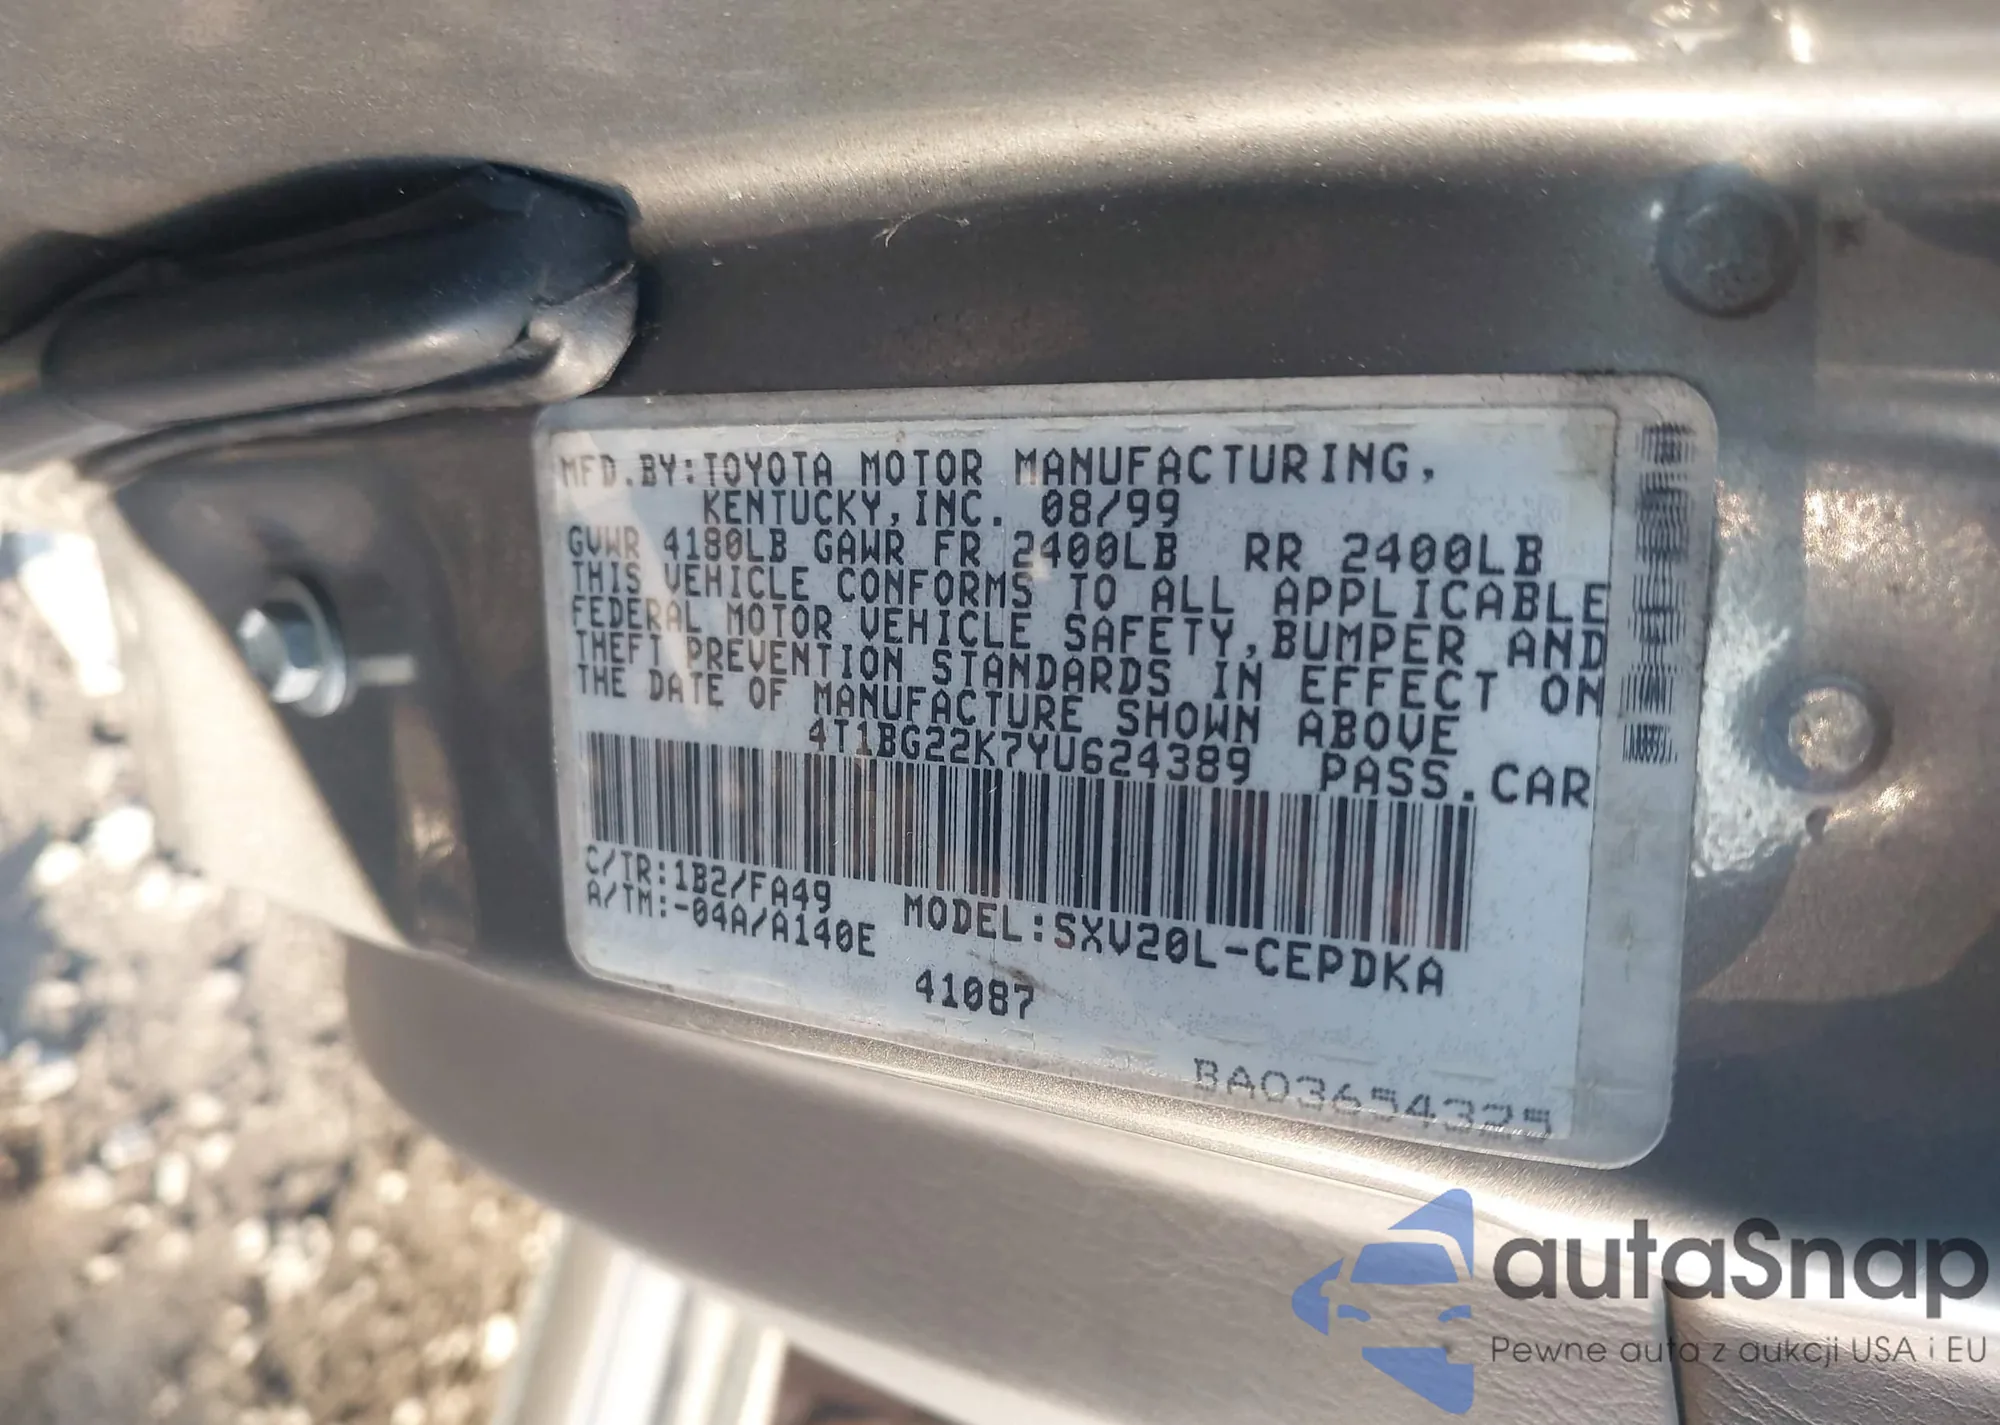 MFD.BY:TOYOTA MOTOR MANUFACTURING,
KENTUCKY,INC. 08/99
GVWR 4180LB GAWR FR 2400LB RR 2400LB
THIS VEHICLE CONFORMS TO ALL APPLICABLE
FEDERAL MOTOR VEHICLE SAFETY,BUMPER AND
THEFT PREVENTION STANDARDS IN EFFECT ON
THE DATE OF MANUFACTURE SHOWN ABOVE
4T1BG22K7YU624389 PASS.CAR
C/TR:1B2/FA49
A/TM:-04A/A140E MODEL:SXV20L-CEPDKA
41087
BA03654325
autaSnap
Pewne auta z aukcji USA i EU